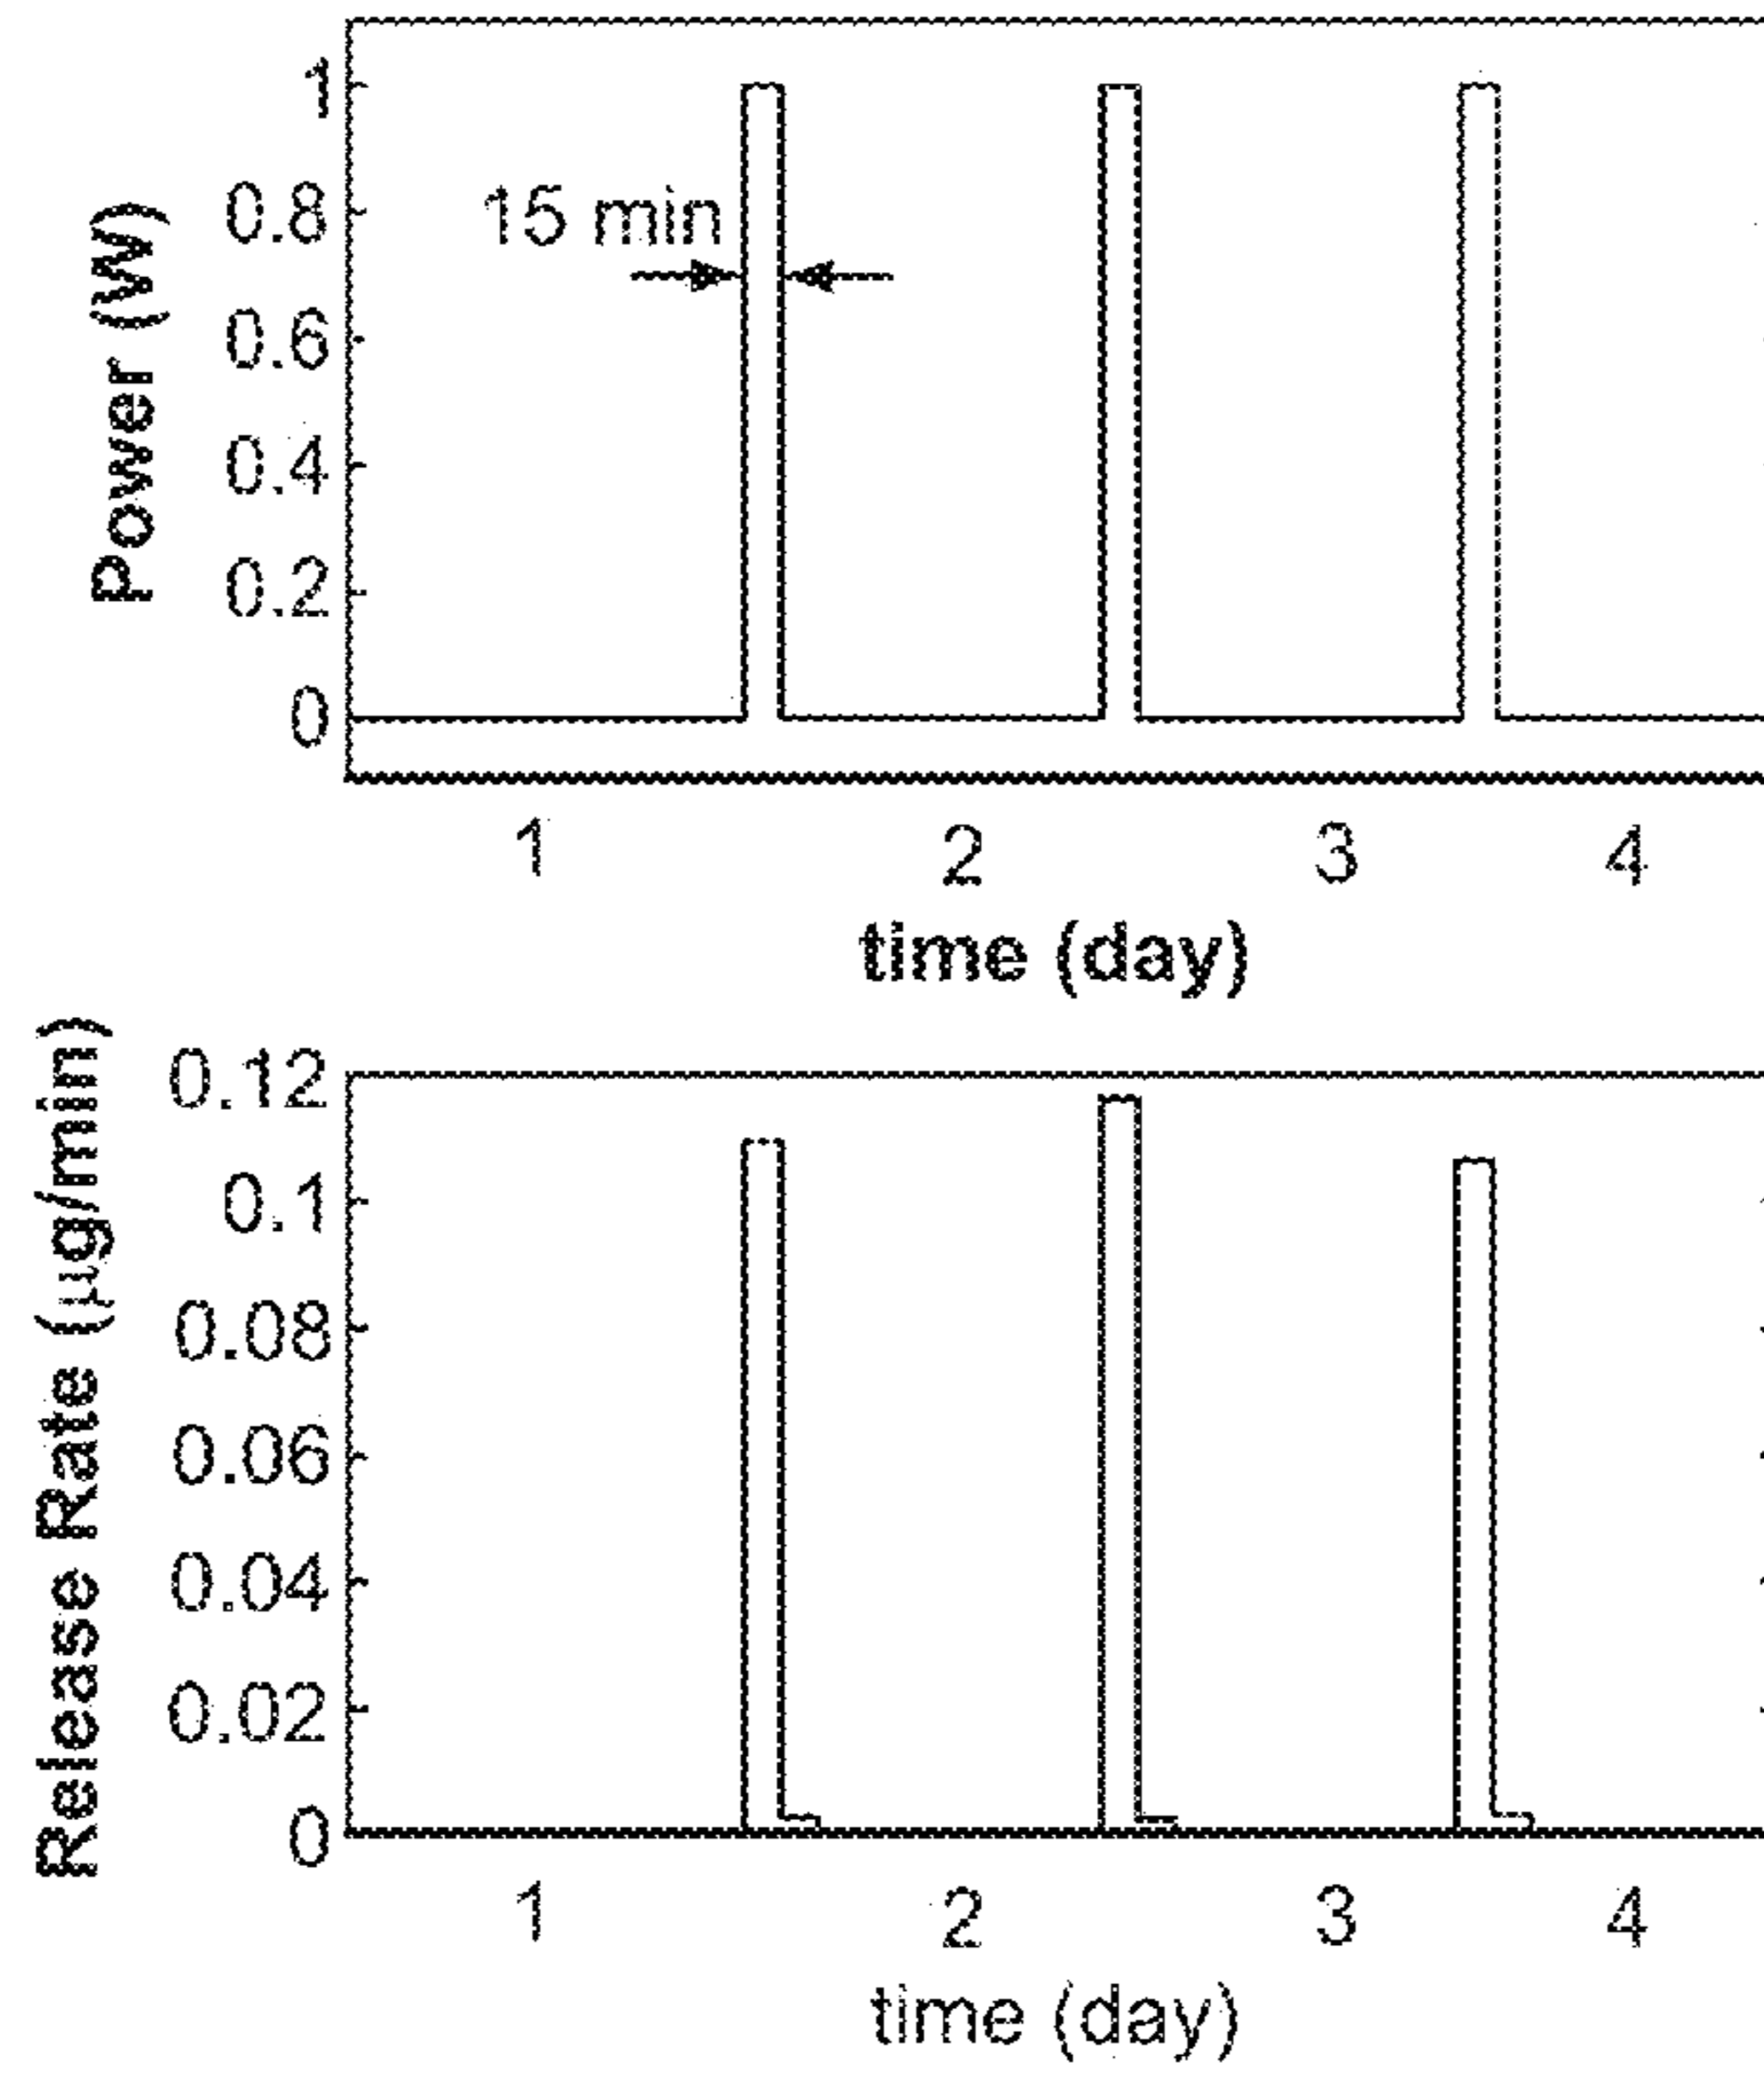 Power (W)
1
0.8
0.6
0.4
0.2
0
15 min
1 2 3 4
time (day)
Release Rate (μg/min)
0.12
0.1
0.08
0.06
0.04
0.02
0
1 2 3 4
time (day)